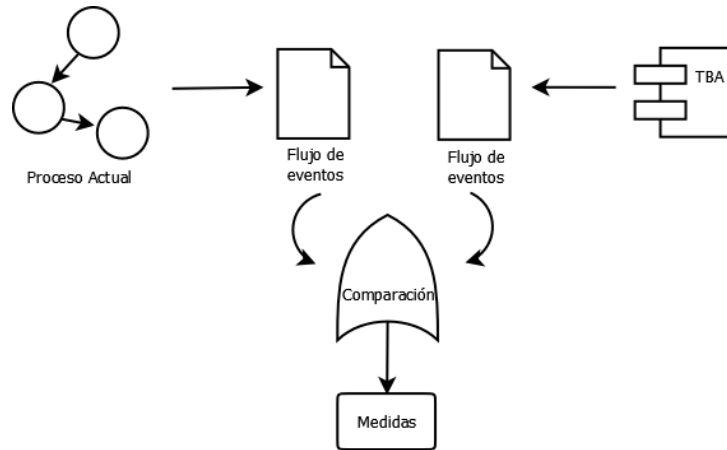 TBA
Flujo de
eventos
Flujo de
eventos
Proceso Actual
Comparación
Medidas